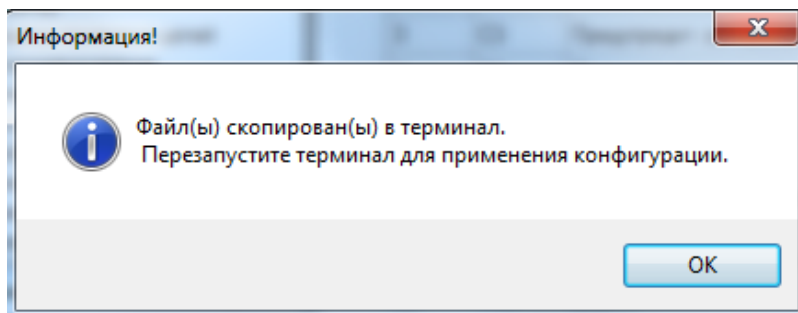 Информация!
Файл(ы) скопирован(ы) в терминал.
Перезапустите терминал для применения конфигурации.
OK